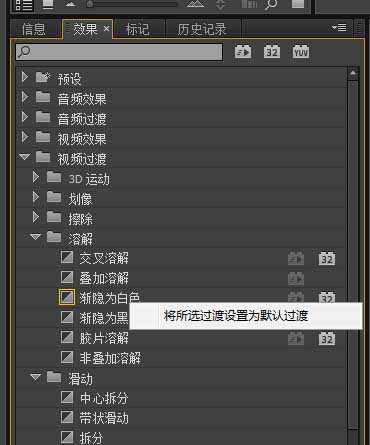 信息 效果 × 标记 历史记录
32 YUV
预设
音频效果
音频过渡
视频效果
视频过渡
3D 运动
划像
擦除
溶解
交叉溶解 32
叠加溶解
渐隐为白色 32
渐隐为黑
将所选过渡设置为默认过渡
胶片溶解 32
非叠加溶解
滑动
中心拆分
带状滑动
拆分